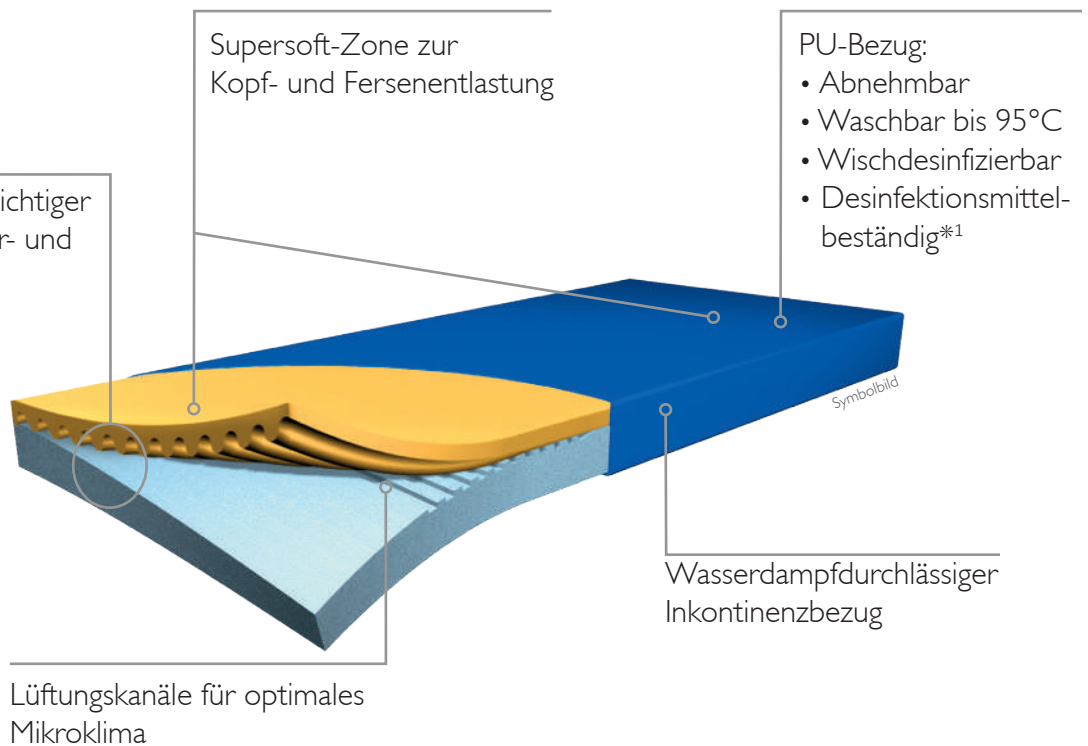 Supersoft-Zone zur
Kopf- und Fersenentlastung
PU-Bezug:
• Abnehmbar
• Waschbar bis 95°C
• Wischdesinfizierbar
• Desinfektionsmittel-
beständig*1
ichtiger
r- und
Symbolbild
Wasserdampfdurchlässiger
Inkontinenzbezug
Lüftungskanäle für optimales
Mikroklima